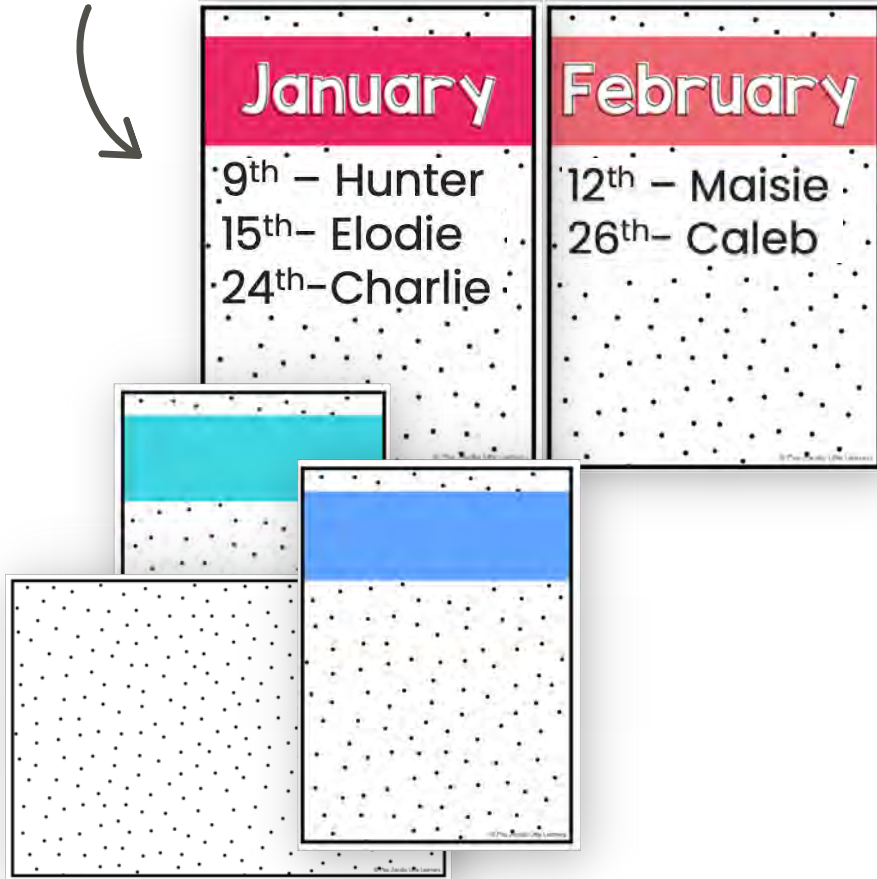 January
9th – Hunter
15th– Elodie
24th–Charlie
February
12th – Maisie
26th– Caleb